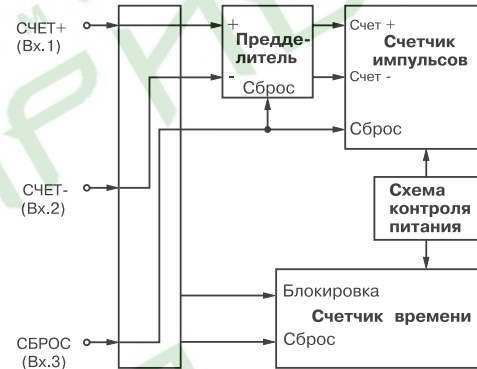 СЧЕТ+
(Вх.1)
+
-
Предде-
литель
Сброс
Счет +
Счет -
Сброс
Счетчик
импульсов
СЧЕТ-
(Вх.2)
Схема
контроля
питания
Блокировка
Счетчик времени
Сброс
СБРОС
(Вх.3)